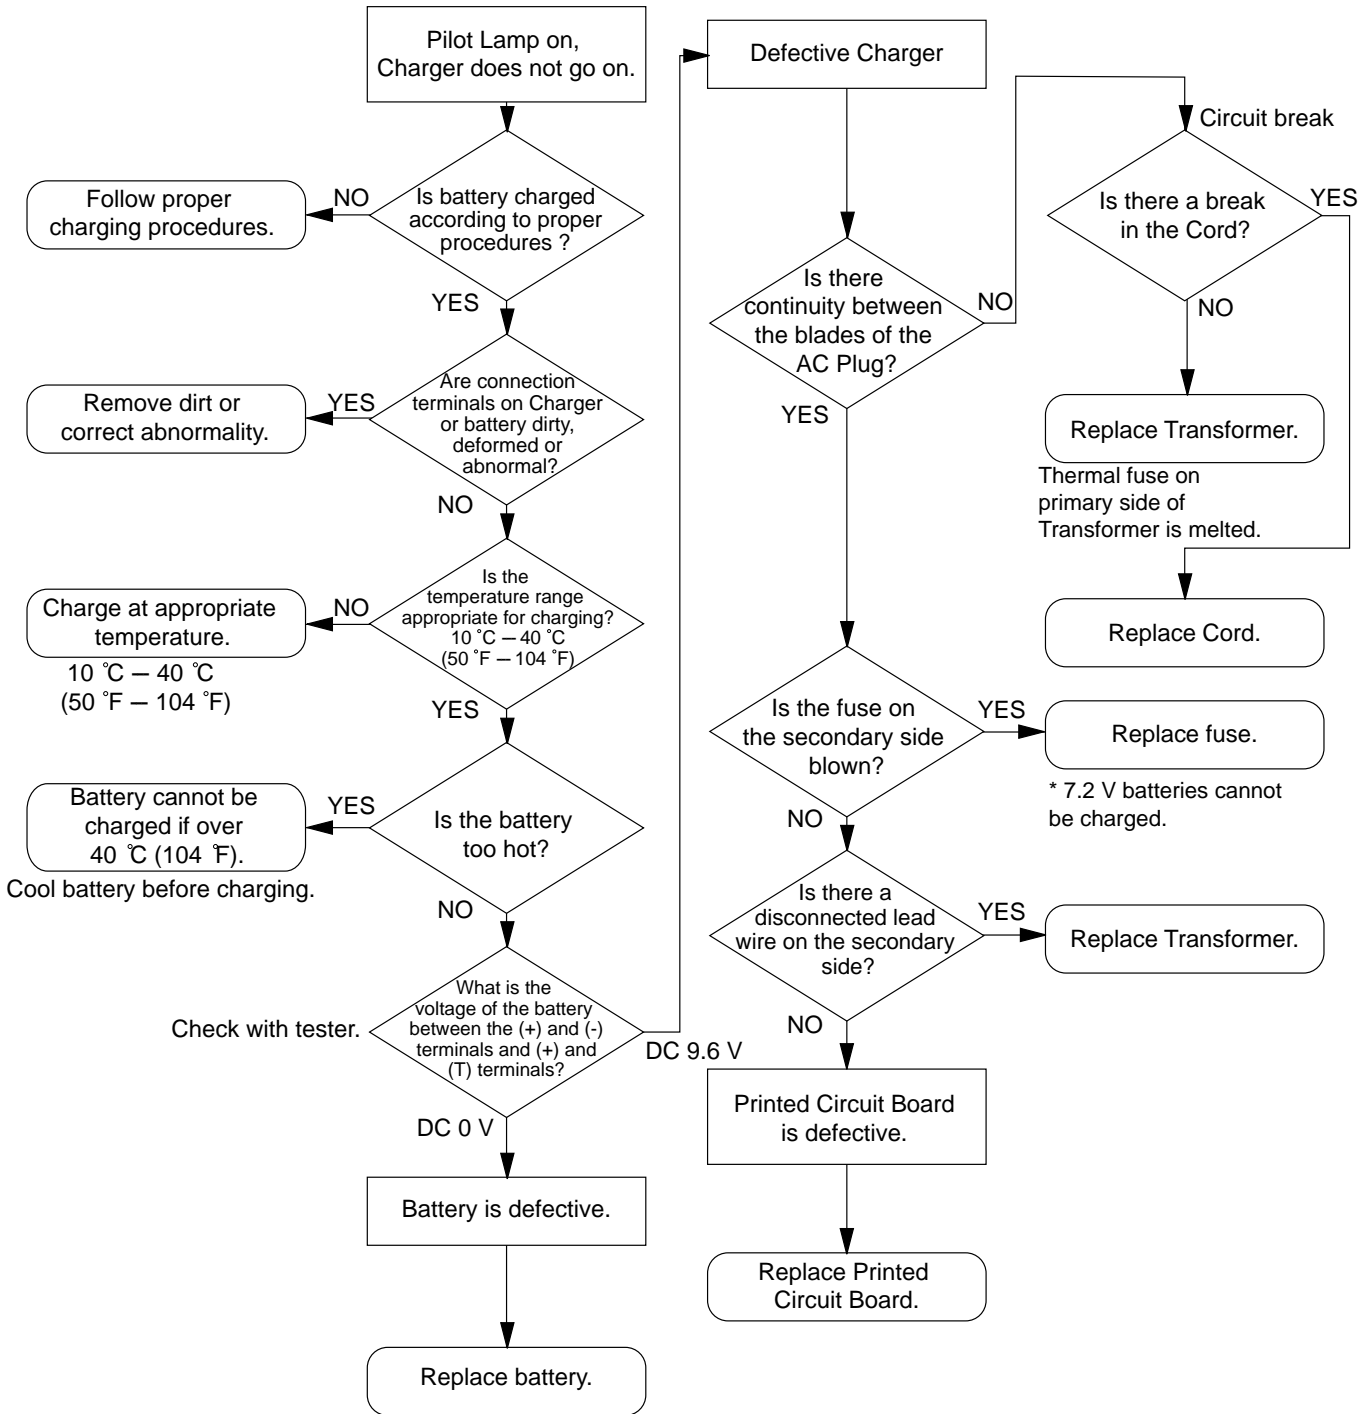 Pilot Lamp on,
Charger does not go on.
Is battery charged
according to proper
procedures ?
NO
Follow proper
charging procedures.
YES
Are connection
terminals on Charger
or battery dirty,
deformed or
abnormal?
YES
Remove dirt or
correct abnormality.
NO
Is the
temperature range
appropriate for charging?
10 ˚C — 40 ˚C
(50 ˚F — 104 ˚F)
NO
Charge at appropriate
temperature.
10 ˚C — 40 ˚C
(50 ˚F — 104 ˚F)
YES
Is the battery
too hot?
YES
Battery cannot be
charged if over
40 ˚C (104 ˚F).
Cool battery before charging.
NO
What is the
voltage of the battery
between the (+) and (-)
terminals and (+) and
(T) terminals?
Check with tester.
DC 9.6 V
DC 0 V
Battery is defective.
Replace battery.
Defective Charger
Is there
continuity between
the blades of the
AC Plug?
NO
Circuit break
Is there a break
in the Cord?
YES
NO
Replace Transformer.
Thermal fuse on
primary side of
Transformer is melted.
Replace Cord.
YES
Is the fuse on
the secondary side
blown?
YES
Replace fuse.
* 7.2 V batteries cannot
be charged.
NO
Is there a
disconnected lead
wire on the secondary
side?
YES
Replace Transformer.
NO
Printed Circuit Board
is defective.
Replace Printed
Circuit Board.